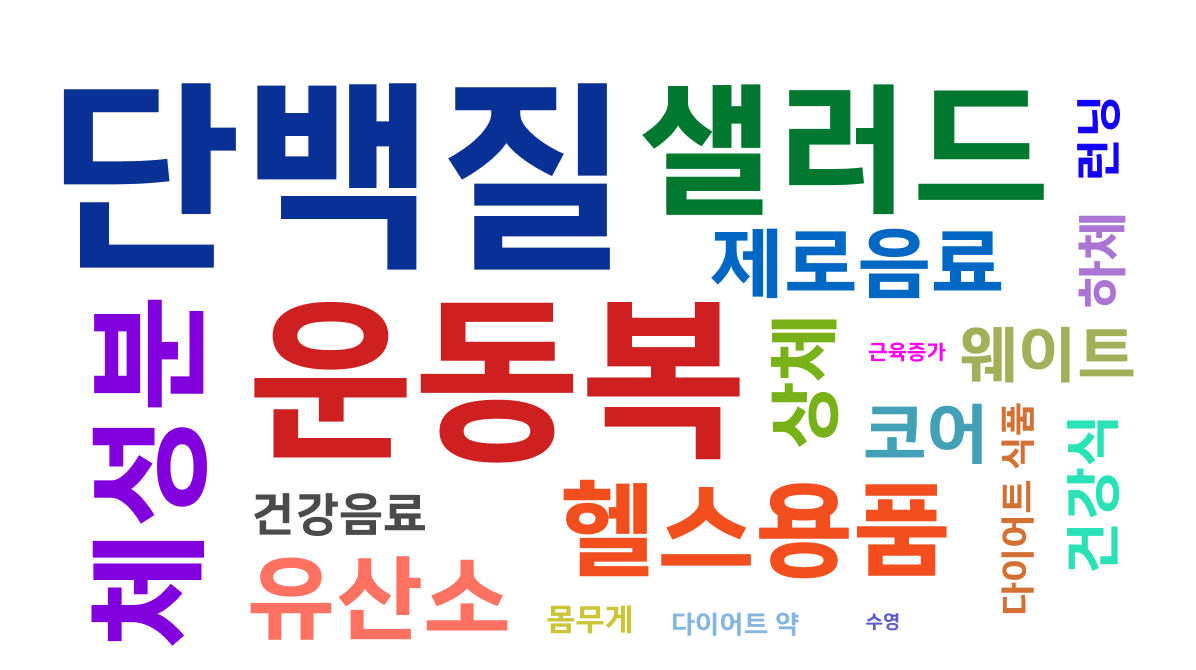 단백질
샐러드
런닝
하체
제로음료
체성분
운동복
상체
근육증가
웨이트
코어
다이어트 식품
건강식
건강음료
헬스용품
유산소
몸무게
다이어트 약
수영